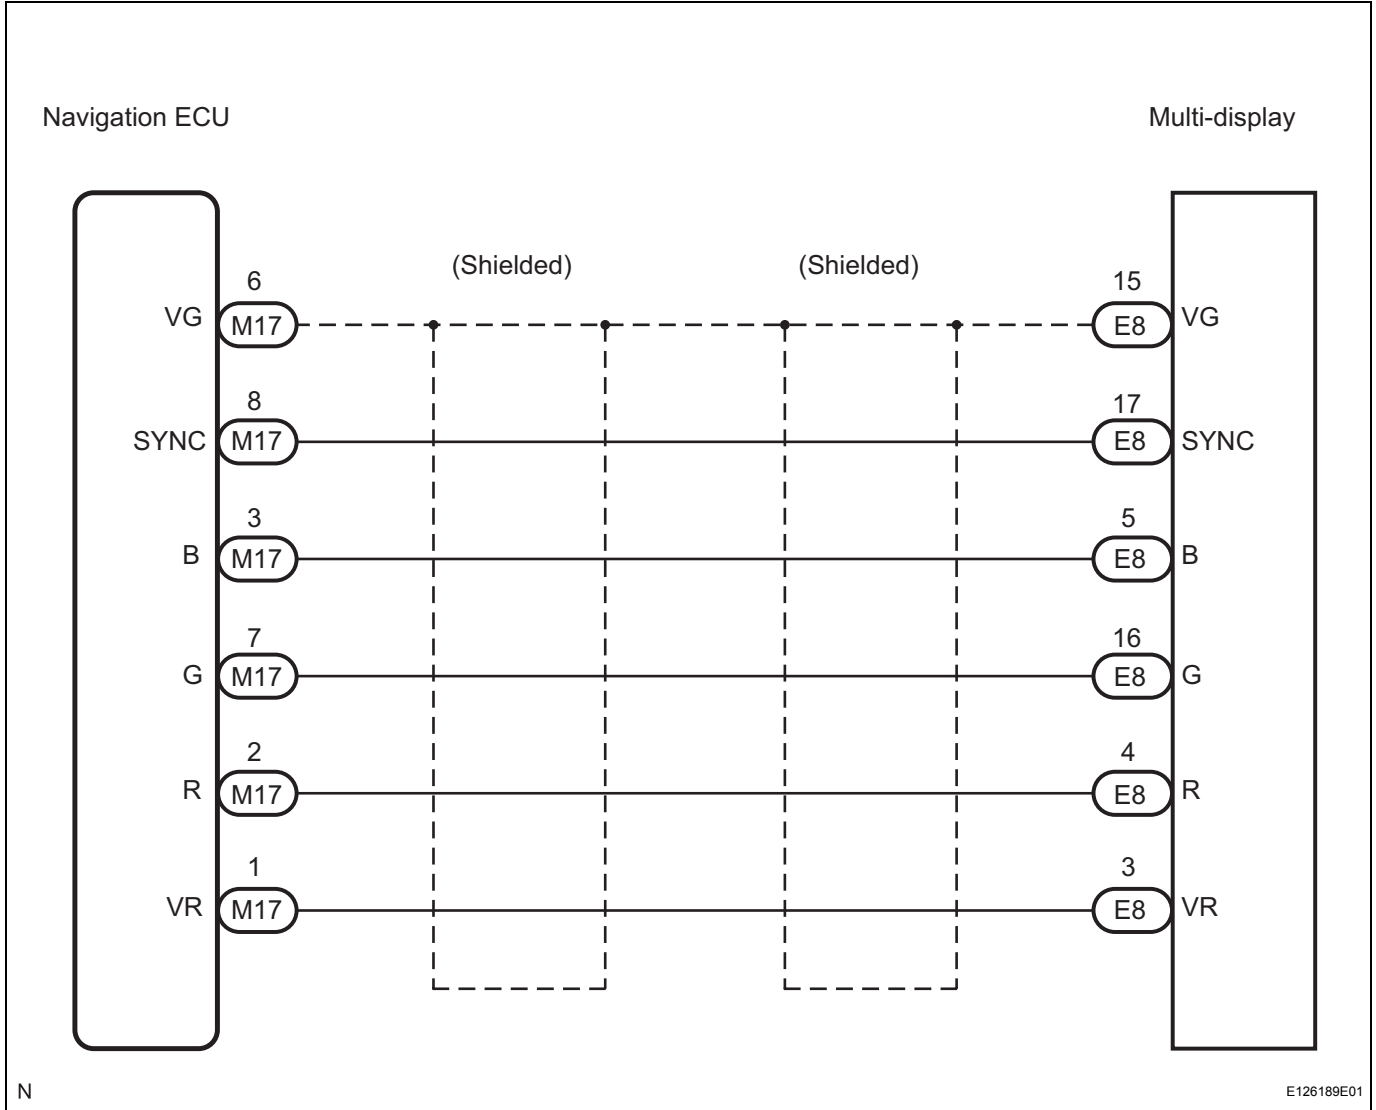 Navigation ECU Multi-display
(Shielded) (Shielded)
6 15
VG M17 E8 VG
8 17
SYNC M17 E8 SYNC
3 5
B M17 E8 B
7 16
G M17 E8 G
2 4
R M17 E8 R
1 3
VR M17 E8 VR
N E126189E01